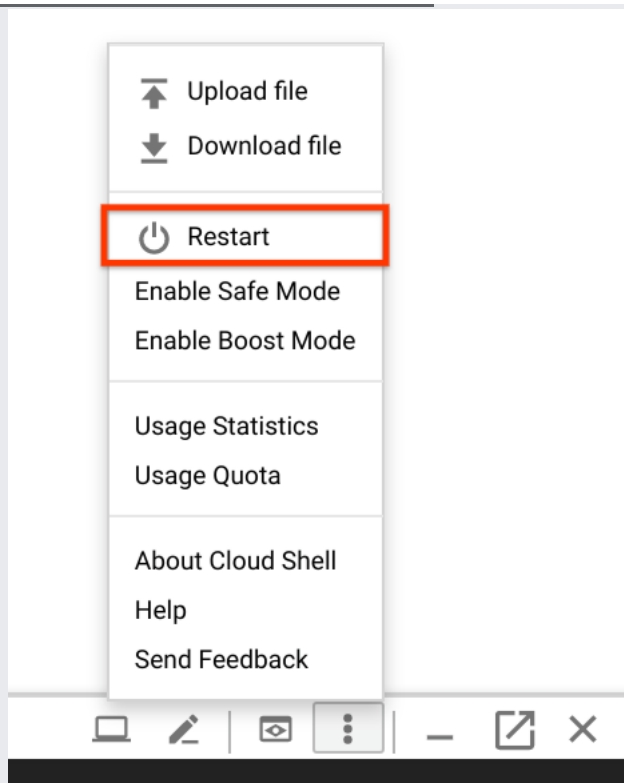 Upload file
Download file
Restart
Enable Safe Mode
Enable Boost Mode
Usage Statistics
Usage Quota
About Cloud Shell
Help
Send Feedback